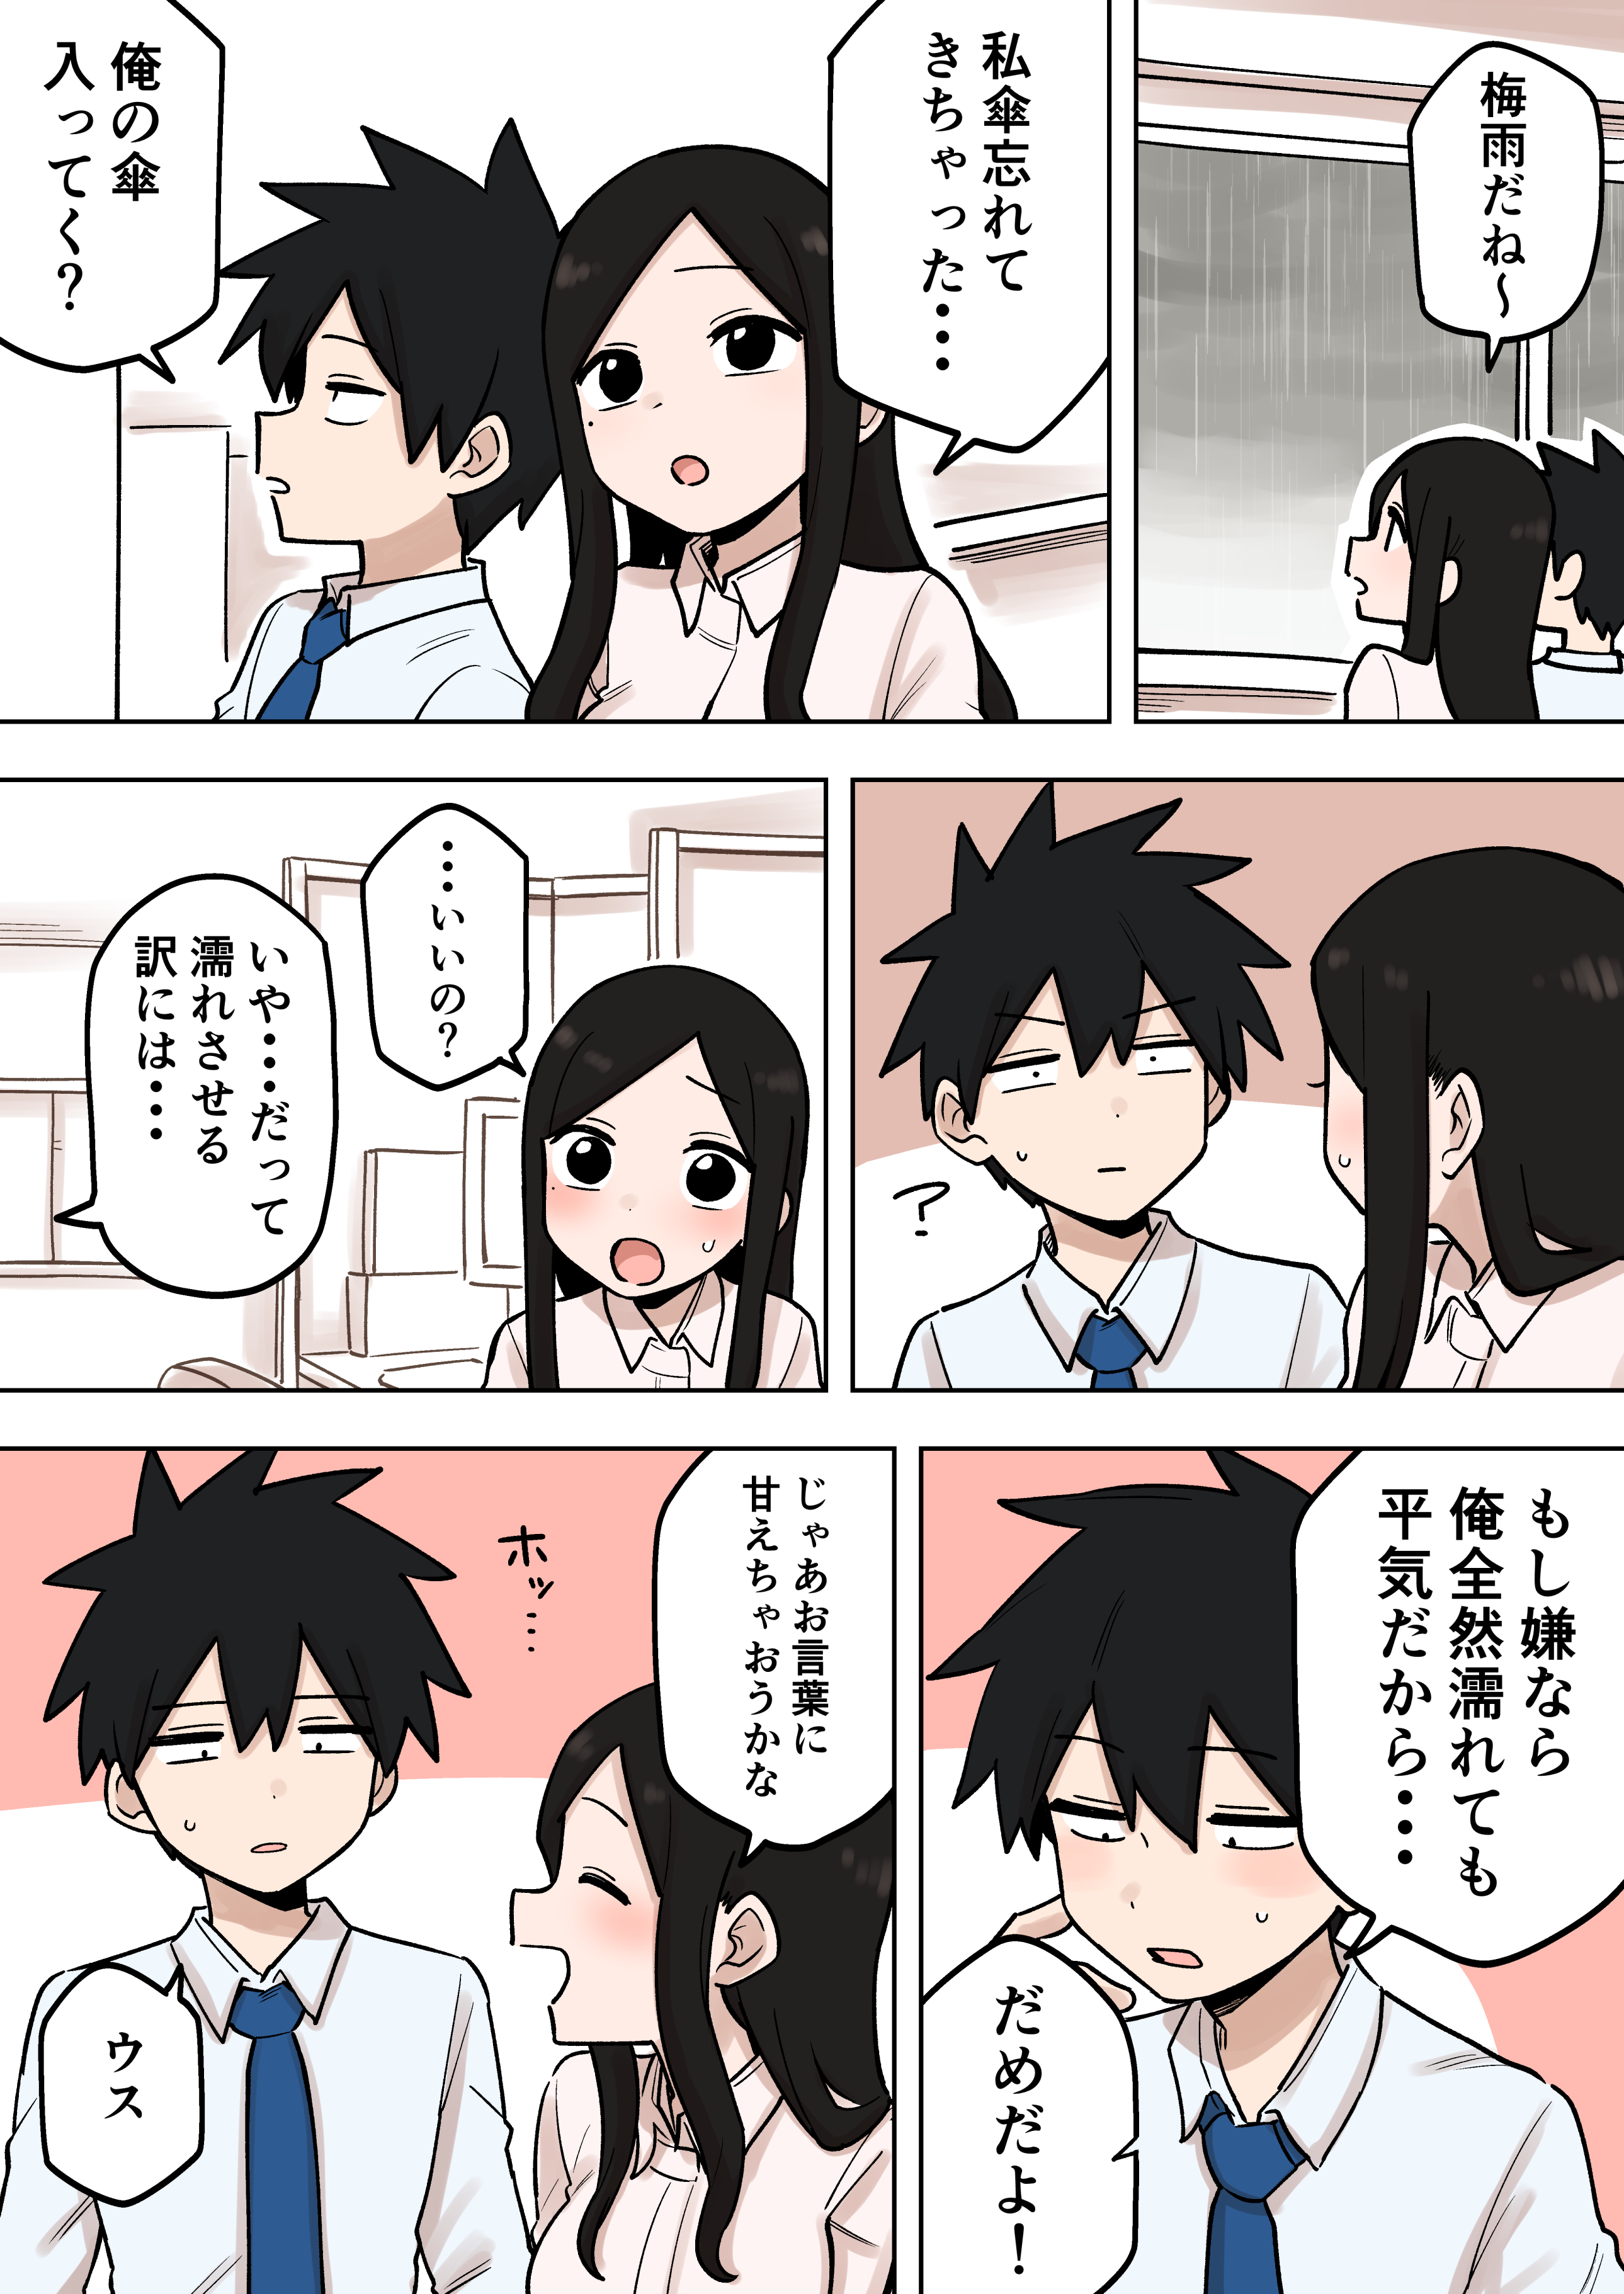 梅雨だね〜
私傘忘れて
きちゃった・・・
俺の傘
入ってく?
?
・・・いいの?
いや・・・だって
濡れさせる
訳には・・・
もし嫌なら
俺全然濡れても
平気だから・・・
だめだよ!
じゃあお言葉に
甘えちゃおうかな
ホッ・・・
ウス